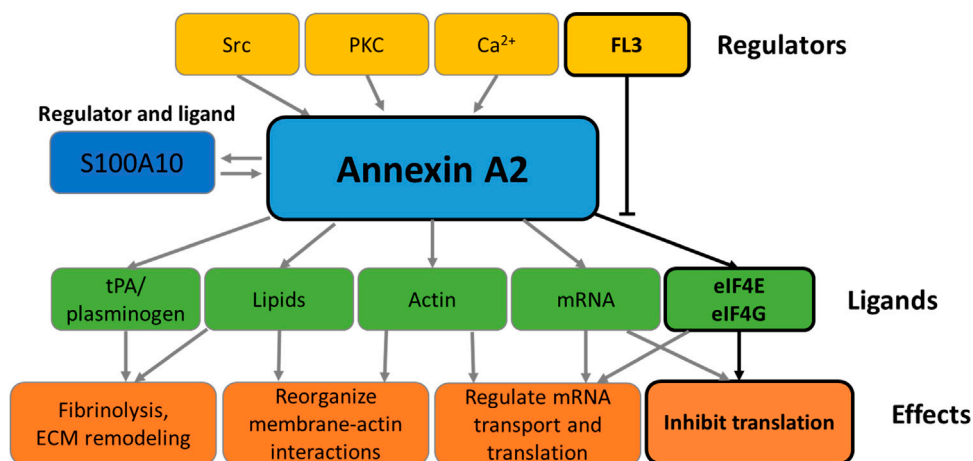 Src
PKC
Ca²⁺
FL3
Regulators
Regulator and ligand
S100A10
Annexin A2
tPA/
plasminogen
Lipids
Actin
mRNA
eIF4E
eIF4G
Ligands
Fibrinolysis,
ECM remodeling
Reorganize
membrane-actin
interactions
Regulate mRNA
transport and
translation
Inhibit translation
Effects